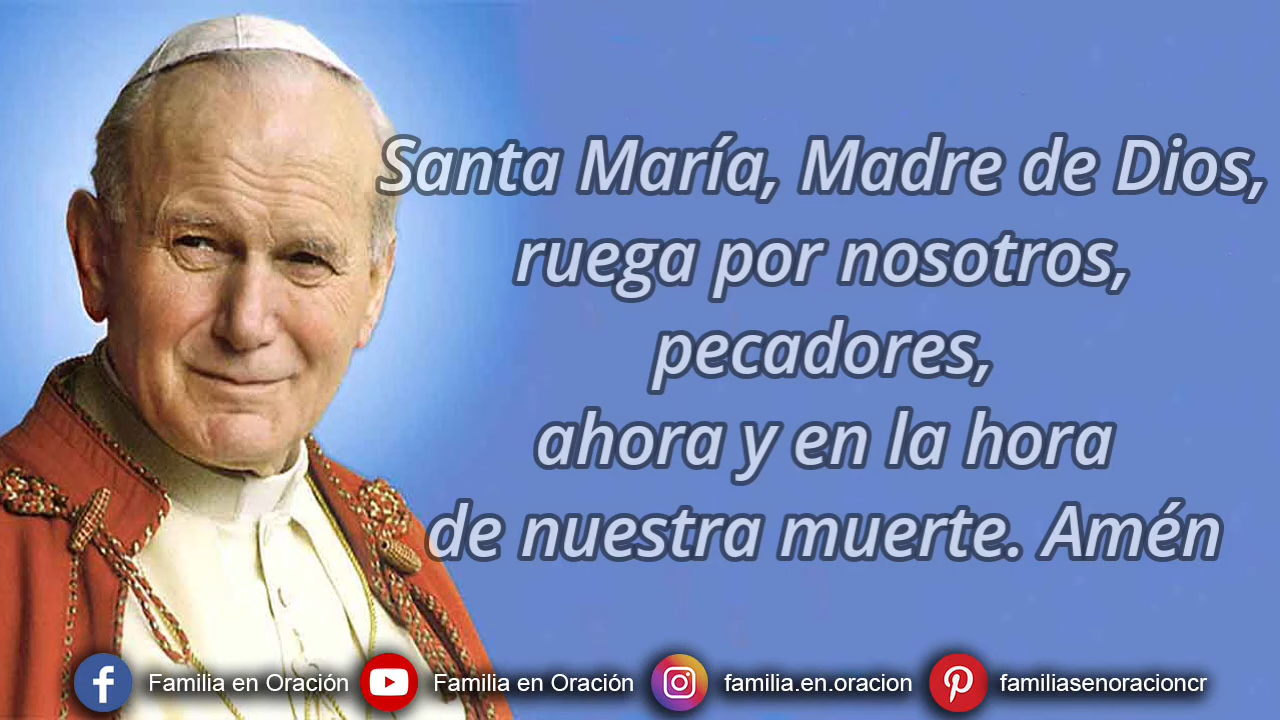 Santa María, Madre de Dios,
ruega por nosotros,
pecadores,
ahora y en la hora
de nuestra muerte. Amén
Familia en Oración Familia en Oración familia.en.oracion familiasenoracioncr